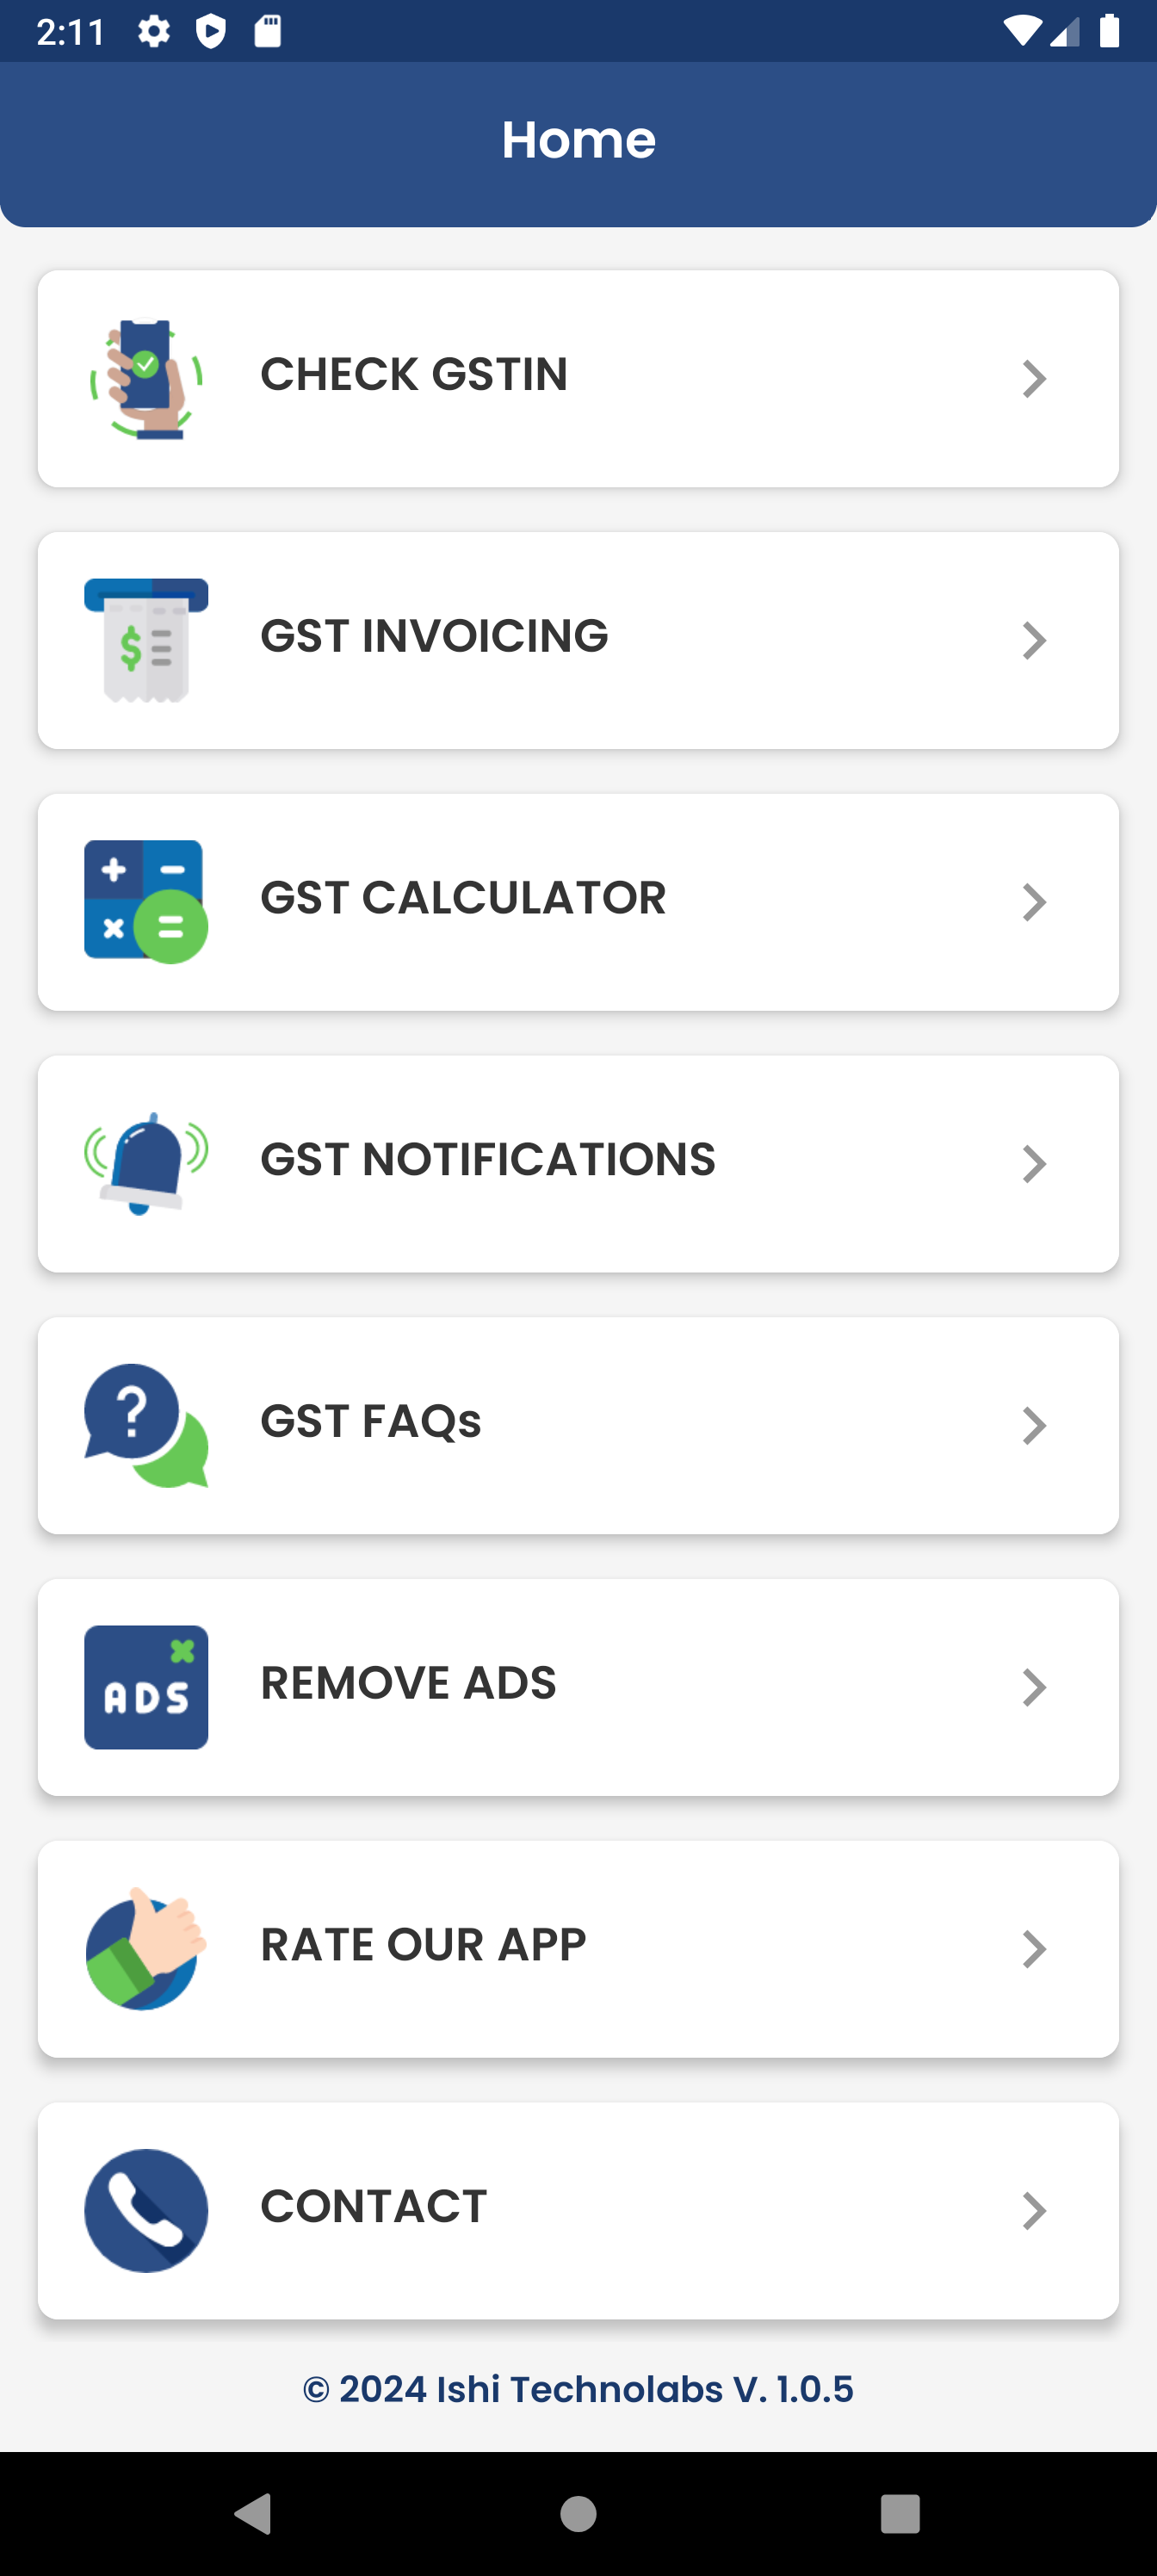 2:11
Home
CHECK GSTIN
GST INVOICING
GST CALCULATOR
GST NOTIFICATIONS
GST FAQs
ADS
REMOVE ADS
RATE OUR APP
CONTACT
© 2024 Ishi Technolabs V. 1.0.5